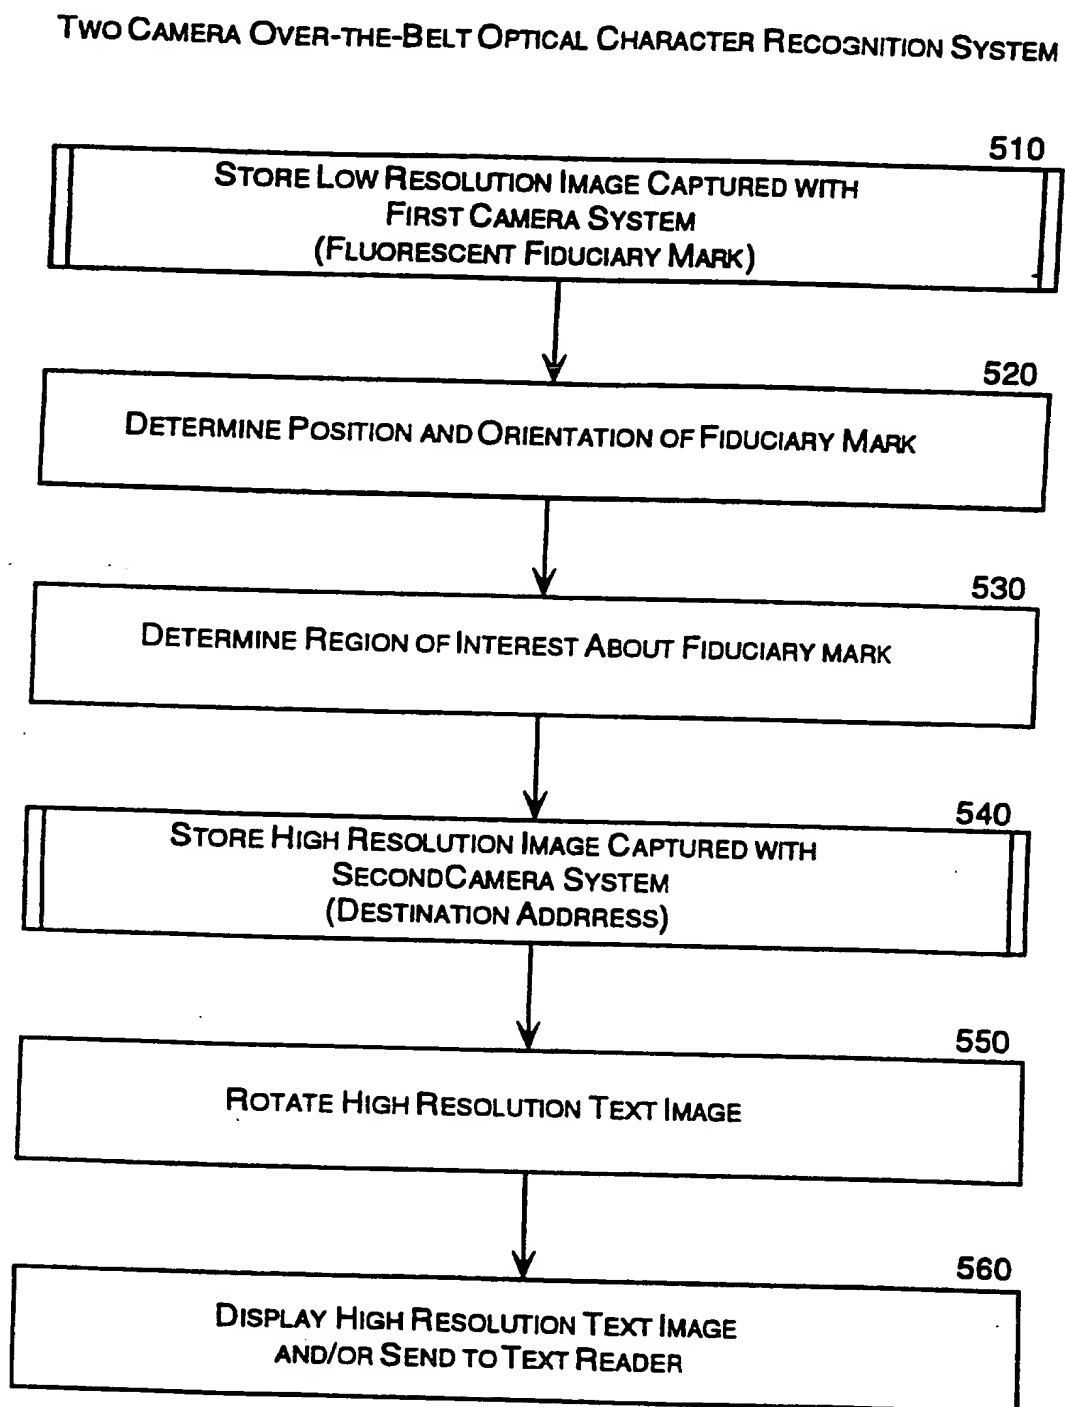 TWO CAMERA OVER-THE-BELT OPTICAL CHARACTER RECOGNITION SYSTEM
510
STORE LOW RESOLUTION IMAGE CAPTURED WITH
FIRST CAMERA SYSTEM
(FLUORESCENT FIDUCIARY MARK)
520
DETERMINE POSITION AND ORIENTATION OF FIDUCIARY MARK
530
DETERMINE REGION OF INTEREST ABOUT FIDUCIARY MARK
540
STORE HIGH RESOLUTION IMAGE CAPTURED WITH
SECONDCAMERA SYSTEM
(DESTINATION ADDRRESS)
550
ROTATE HIGH RESOLUTION TEXT IMAGE
560
DISPLAY HIGH RESOLUTION TEXT IMAGE
AND/OR SEND TO TEXT READER